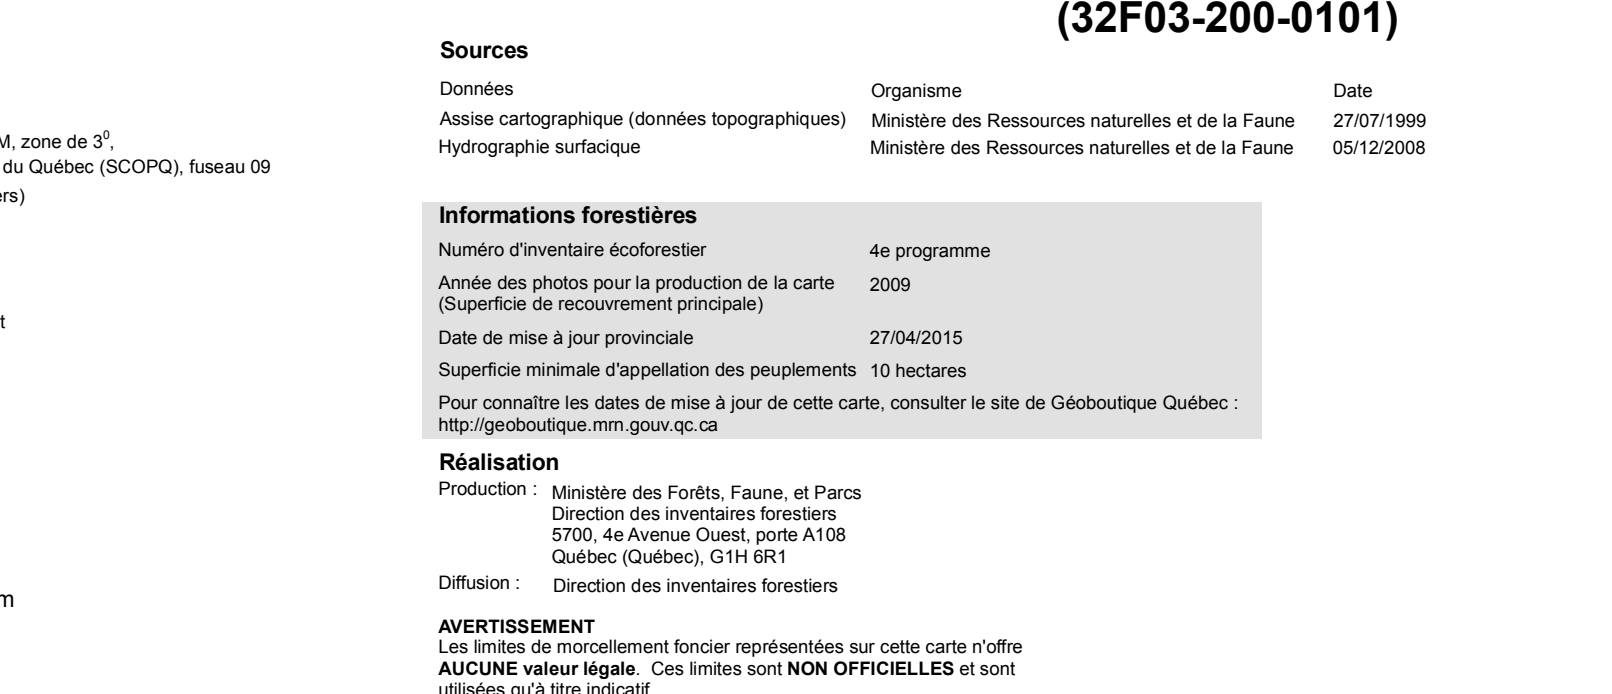 (32F03-200-0101)
Sources
Données Organisme Date
Assise cartographique (données topographiques) Ministère des Ressources naturelles et de la Faune 27/07/1999
Hydrographie surfacique Ministère des Ressources naturelles et de la Faune 05/12/2008
M, zone de 3⁰,
du Québec (SCOPQ), fuseau 09
ers)
t
m
Informations forestières
Numéro d'inventaire écoforestier 4e programme
Année des photos pour la production de la carte 2009
(Superficie de recouvrement principale)
Date de mise à jour provinciale 27/04/2015
Superficie minimale d'appellation des peuplements 10 hectares
Pour connaître les dates de mise à jour de cette carte, consulter le site de Géoboutique Québec :
http://geoboutique.mrn.gouv.qc.ca
Réalisation
Production : Ministère des Forêts, Faune, et Parcs
Direction des inventaires forestiers
5700, 4e Avenue Ouest, porte A108
Québec (Québec), G1H 6R1
Diffusion : Direction des inventaires forestiers
AVERTISSEMENT
Les limites de morcellement foncier représentées sur cette carte n'offre
AUCUNE valeur légale. Ces limites sont NON OFFICIELLES et sont
utilisées qu'à titre indicatif